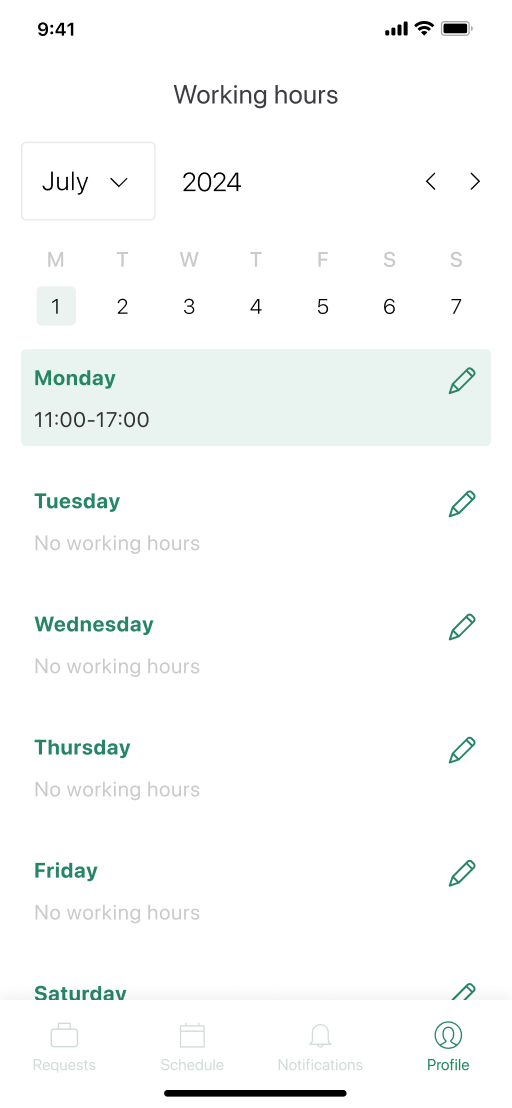 9:41
Working hours
July 2024
M T W T F S S
1 2 3 4 5 6 7
Monday
11:00-17:00
Tuesday
No working hours
Wednesday
No working hours
Thursday
No working hours
Friday
No working hours
Saturday
Requests Schedule Notifications Profile